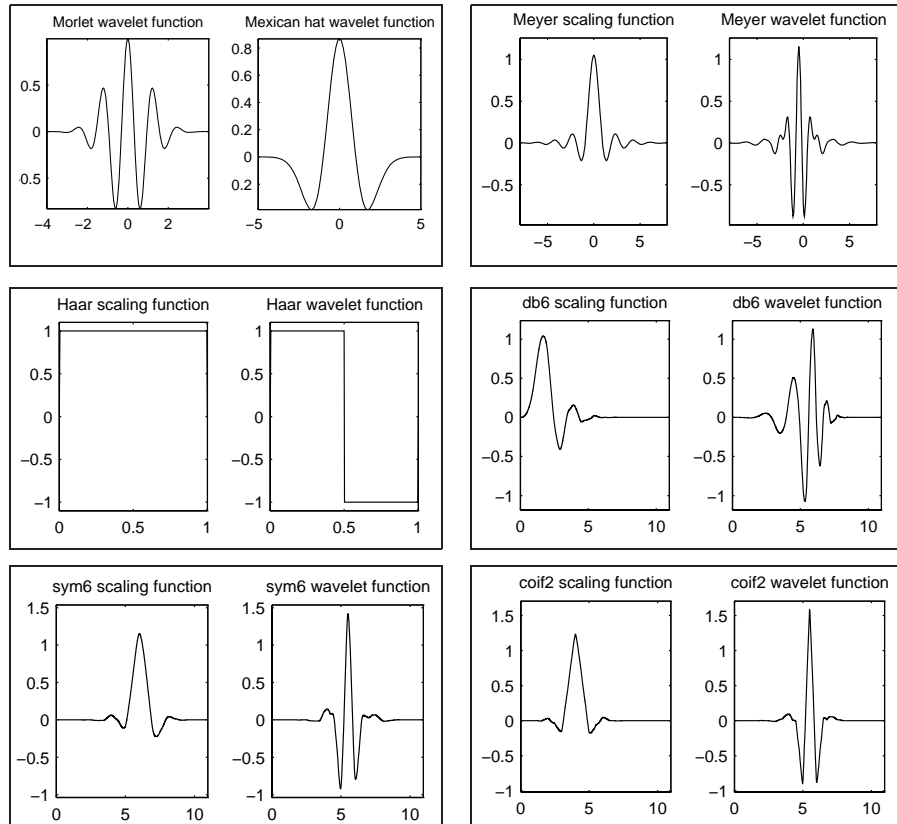 Morlet wavelet function
0.5
0
0.5
−4 −2 0 2
Mexican hat wavelet function
0.8
0.6
0.4
0.2
0
0.2
−5 0 5
Meyer scaling function
1
0.5
0
−0.5
−5 0 5
Meyer wavelet function
1
0.5
0
−0.5
−5 0 5
Haar scaling function
1
0.5
0
−0.5
−1
0 0.5 1
Haar wavelet function
1
0.5
0
−0.5
−1
0 0.5 1
db6 scaling function
1
0.5
0
−0.5
−1
0 5 10
db6 wavelet function
1
0.5
0
−0.5
−1
0 5 10
sym6 scaling function
1.5
1
0.5
0
−0.5
−1
0 5 10
sym6 wavelet function
1.5
1
0.5
0
−0.5
−1
0 5 10
coif2 scaling function
1.5
1
0.5
0
−0.5
−1
0 5 10
coif2 wavelet function
1.5
1
0.5
0
−0.5
−1
0 5 10